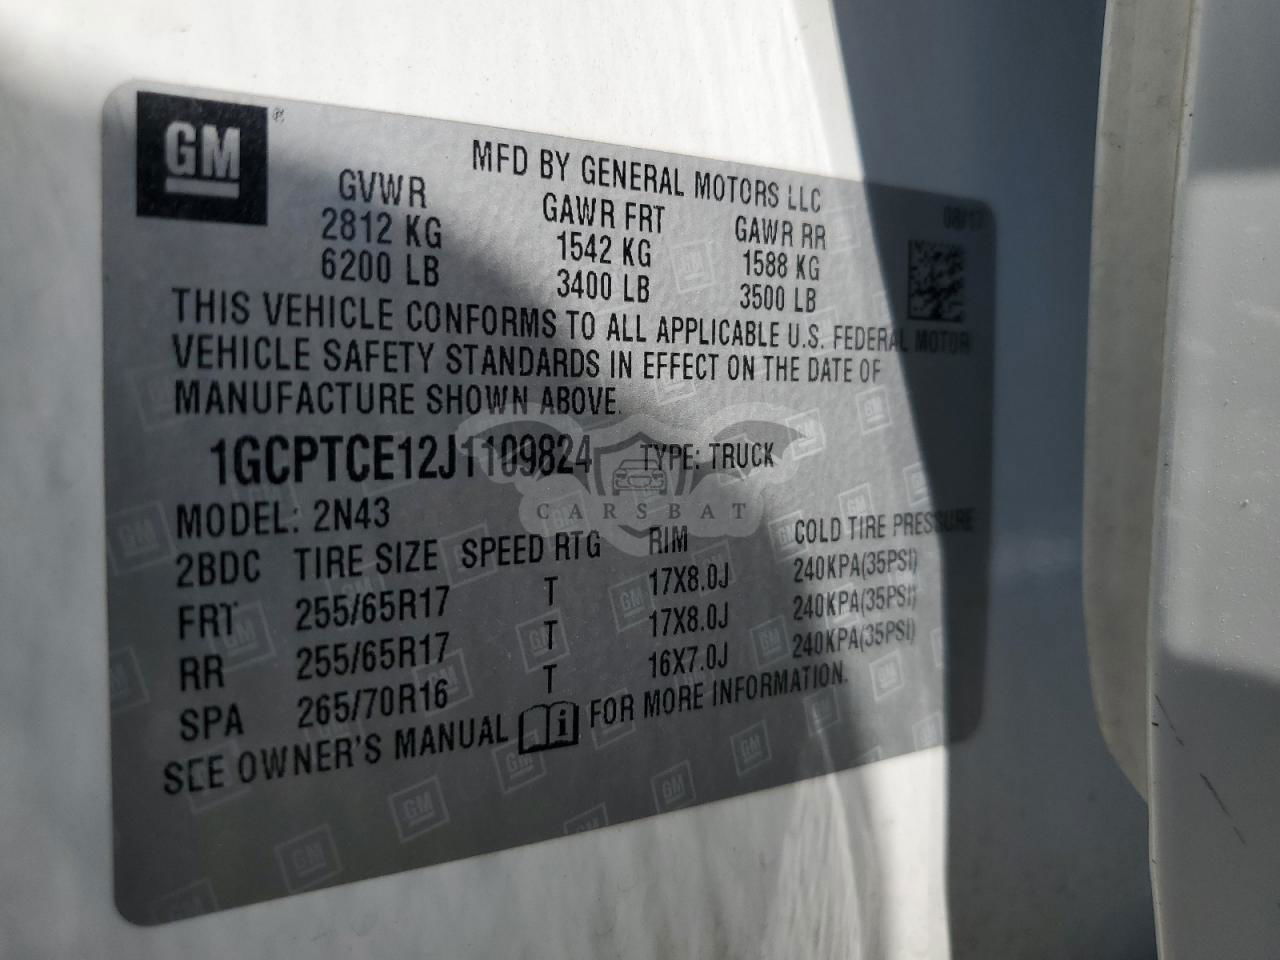 GM ®
MFD BY GENERAL MOTORS LLC
08/17
GVWR GAWR FRT GAWR RR
2812 KG 1542 KG 1588 KG
6200 LB 3400 LB 3500 LB
THIS VEHICLE CONFORMS TO ALL APPLICABLE U.S. FEDERAL MOTOR
VEHICLE SAFETY STANDARDS IN EFFECT ON THE DATE OF
MANUFACTURE SHOWN ABOVE.
1GCPTCE12J1109824 TYPE: TRUCK
CARSBAT
MODEL: 2N43
2BDC TIRE SIZE SPEED RTG RIM COLD TIRE PRESSURE
FRT 255/65R17 T 17X8.0J 240KPA(35PSI)
RR 255/65R17 T 17X8.0J 240KPA(35PSI)
SPA 265/70R16 T 16X7.0J 240KPA(35PSI)
SEE OWNER'S MANUAL i FOR MORE INFORMATION.